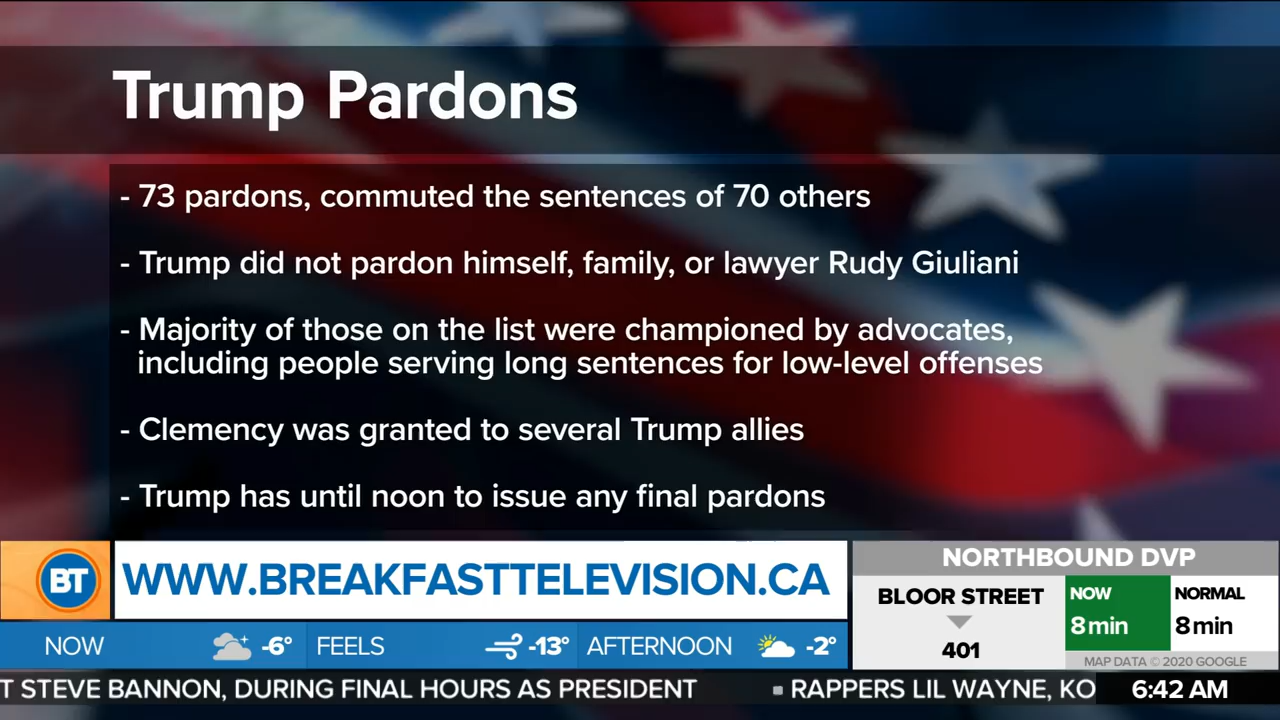 Trump Pardons
- 73 pardons, commuted the sentences of 70 others
- Trump did not pardon himself, family, or lawyer Rudy Giuliani
- Majority of those on the list were championed by advocates,
including people serving long sentences for low-level offenses
- Clemency was granted to several Trump allies
- Trump has until noon to issue any final pardons
BT
WWW.BREAKFASTTELEVISION.CA
NORTHBOUND DVP
BLOOR STREET
401
NOW
8 min
NORMAL
8 min
MAP DATA © 2020 GOOGLE
NOW -6° FEELS -13° AFTERNOON -2°
T STEVE BANNON, DURING FINAL HOURS AS PRESIDENT ▪ RAPPERS LIL WAYNE, KO
6:42 AM